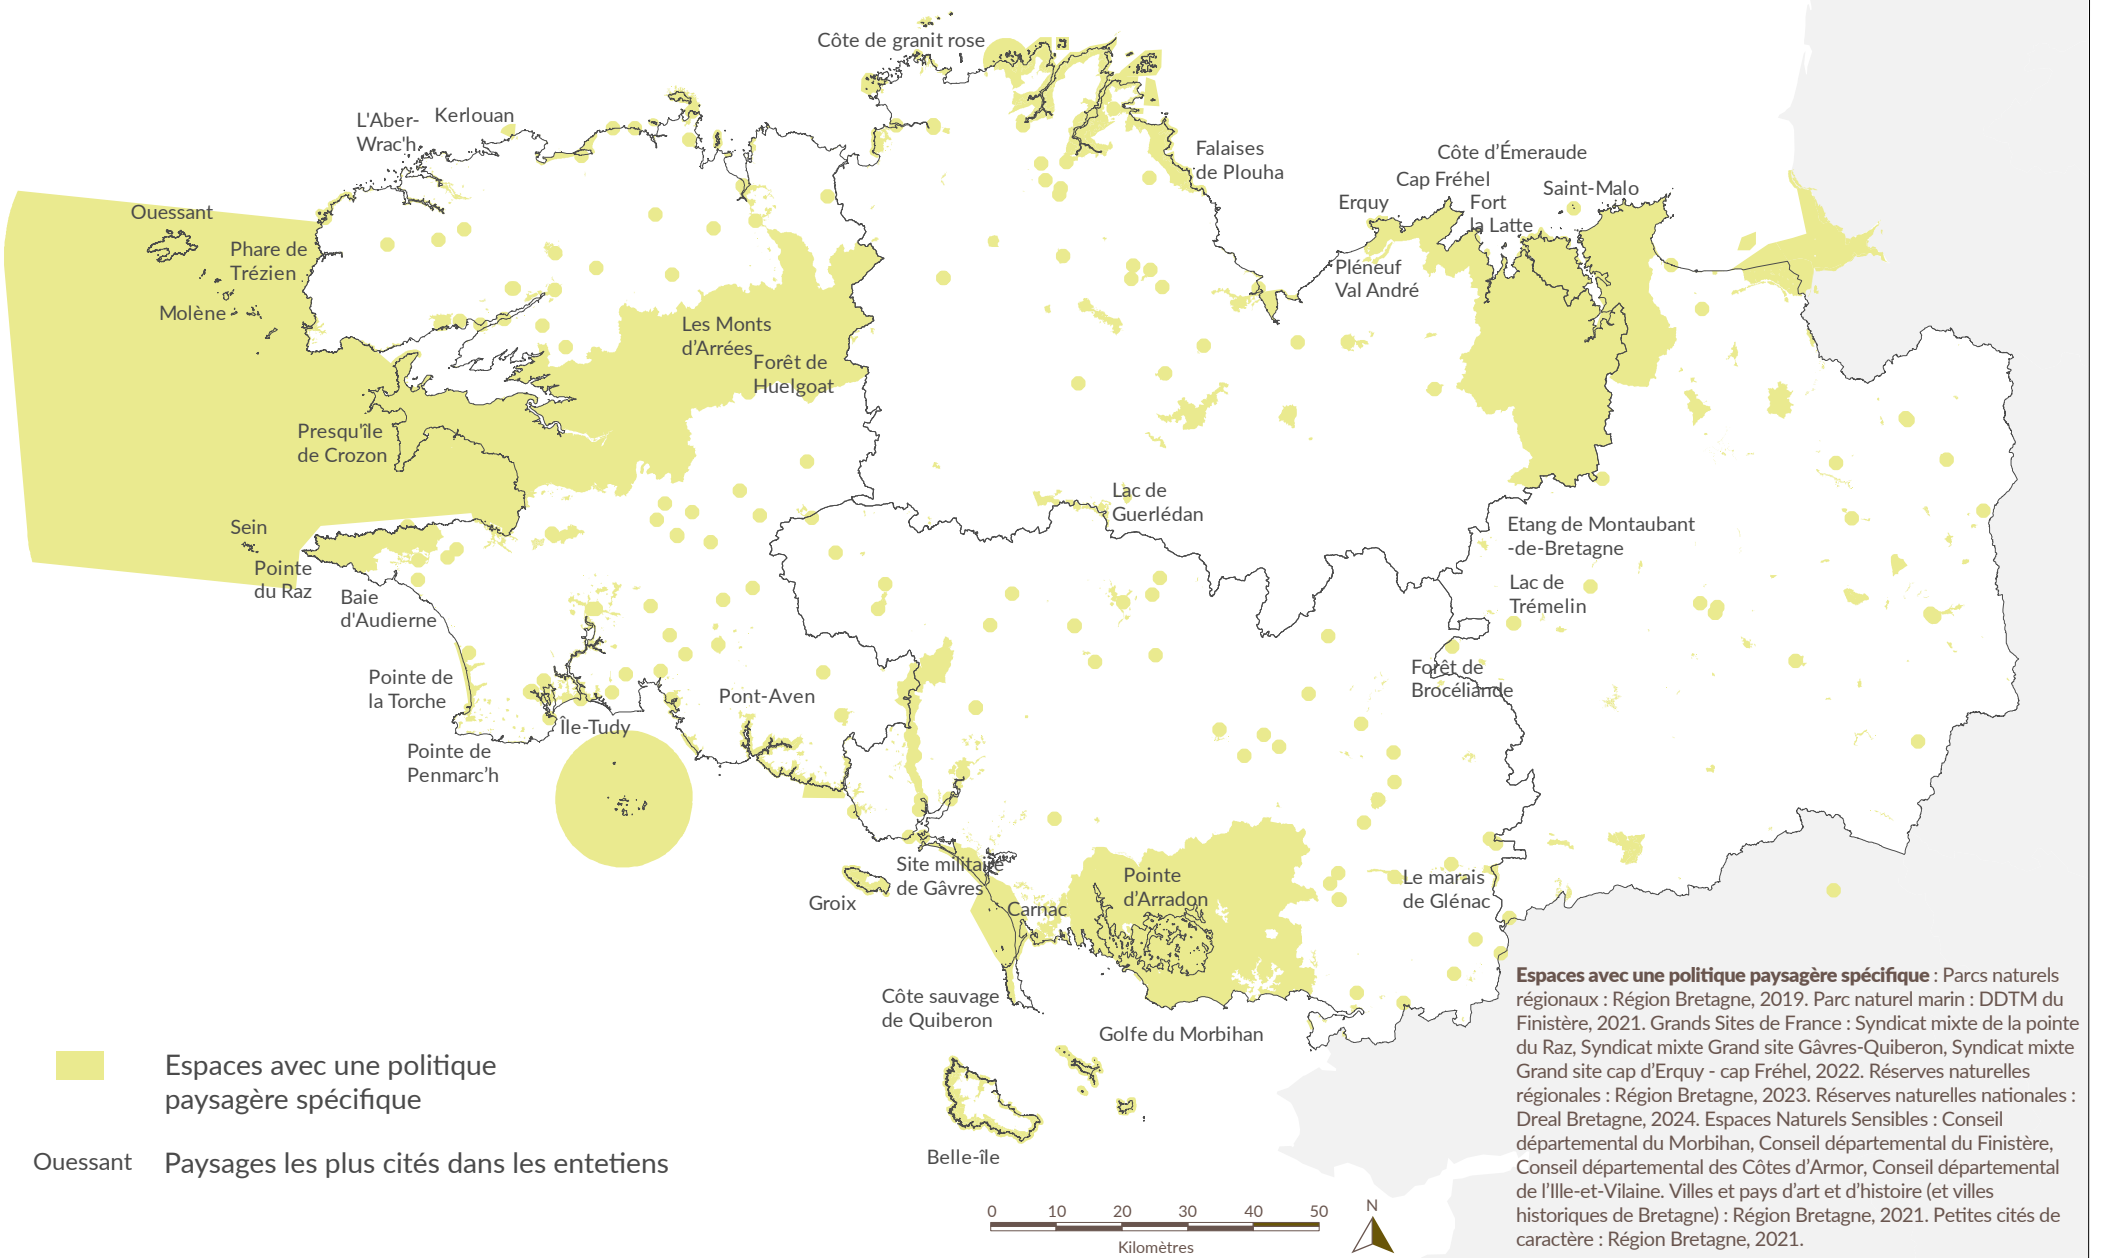 Côte de granit rose
L'Aber-
Wrac'h
Kerlouan
Falaises
de Plouha
Côte d'Émeraude
Cap Fréhel
Saint-Malo
Erquy
Fort
la Latte
Ouessant
Phare de
Trézien
Pléneuf
Val André
Molène
Les Monts
d'Arrées
Forêt de
Huelgoat
Presqu'île
de Crozon
Lac de
Guerlédan
Sein
Etang de Montaubant
-de-Bretagne
Pointe
du Raz
Baie
d'Audierne
Lac de
Trémelin
Pointe de
la Torche
Forêt de
Brocéliande
Pont-Aven
Île-Tudy
Pointe de
Penmarc'h
Site militaire
de Gâvres
Pointe
d'Arradon
Le marais
de Glénac
Groix
Carnac
Côte sauvage
de Quiberon
Golfe du Morbihan
Belle-île
Espaces avec une politique
paysagère spécifique
Ouessant
Paysages les plus cités dans les entetiens
0 10 20 30 40 50
Kilomètres
N
Espaces avec une politique paysagère spécifique : Parcs naturels
régionaux : Région Bretagne, 2019. Parc naturel marin : DDTM du
Finistère, 2021. Grands Sites de France : Syndicat mixte de la pointe
du Raz, Syndicat mixte Grand site Gâvres-Quiberon, Syndicat mixte
Grand site cap d'Erquy - cap Fréhel, 2022. Réserves naturelles
régionales : Région Bretagne, 2023. Réserves naturelles nationales :
Dreal Bretagne, 2024. Espaces Naturels Sensibles : Conseil
départemental du Morbihan, Conseil départemental du Finistère,
Conseil départemental des Côtes d'Armor, Conseil départemental
de l'Ille-et-Vilaine. Villes et pays d'art et d'histoire (et villes
historiques de Bretagne) : Région Bretagne, 2021. Petites cités de
caractère : Région Bretagne, 2021.